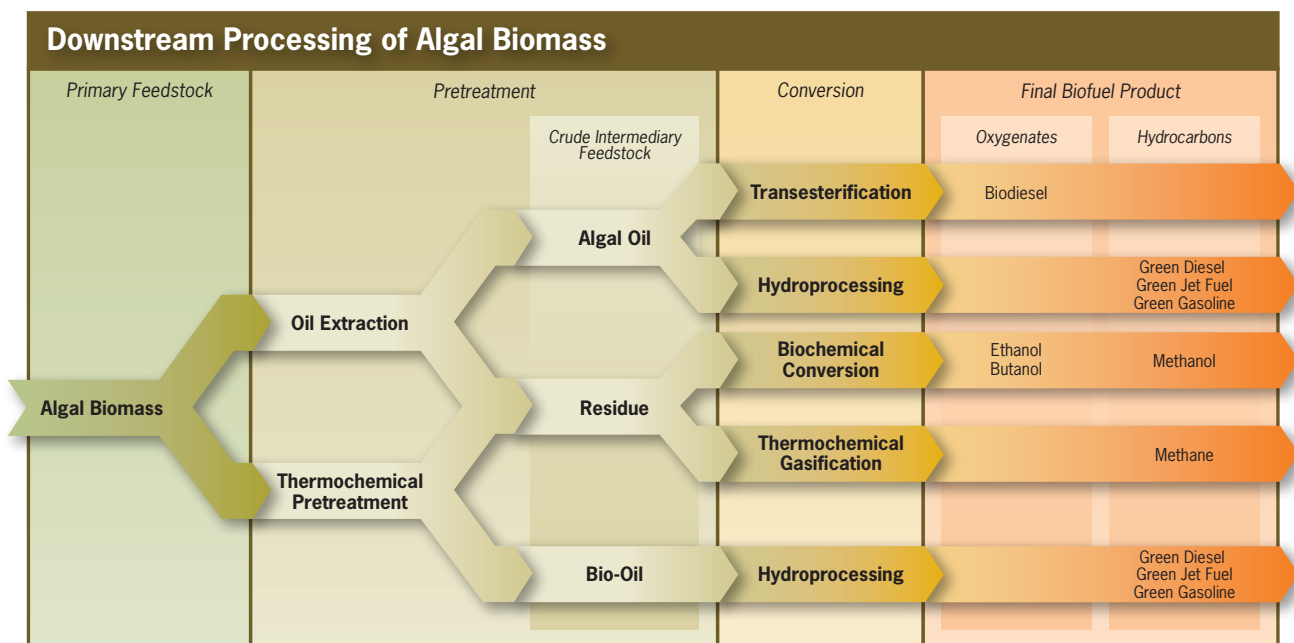 Downstream Processing of Algal Biomass
Primary Feedstock
Pretreatment
Conversion
Final Biofuel Product
Crude Intermediary
Feedstock
Oxygenates
Hydrocarbons
Transesterification
Biodiesel
Algal Oil
Hydroprocessing
Green Diesel
Green Jet Fuel
Green Gasoline
Oil Extraction
Biochemical
Conversion
Ethanol
Butanol
Methanol
Algal Biomass
Residue
Thermochemical
Gasification
Methane
Thermochemical
Pretreatment
Bio-Oil
Hydroprocessing
Green Diesel
Green Jet Fuel
Green Gasoline